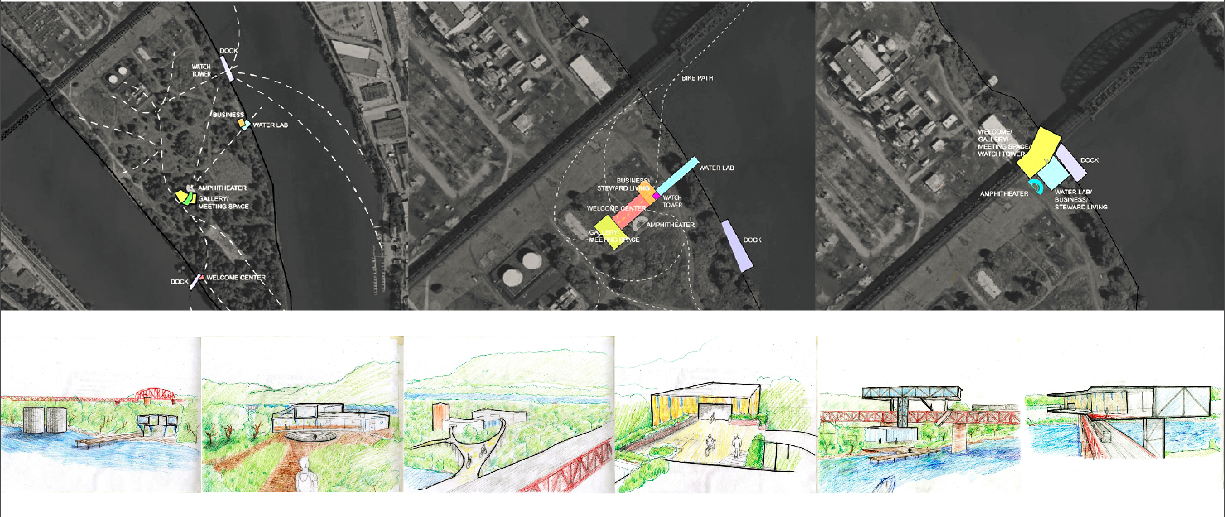 DOCK
WATCH
TOWER
BUSINESS
WATER LAB
AMPHITHEATER
GALLERY/
MEETING SPACE
DOCK
WELCOME CENTER
BIKE PATH
WATER LAB
BUSINESS/
STEWARD LIVING
WATCH
TOWER
WELCOME CENTER
AMPHITHEATER
GALLERY/
MEETING SPACE
DOCK
WELCOME/
GALLERY/
MEETING SPACE/
WATCH TOWER
DOCK
AMPHITHEATER
WATER LAB/
BUSINESS/
STEWARD LIVING